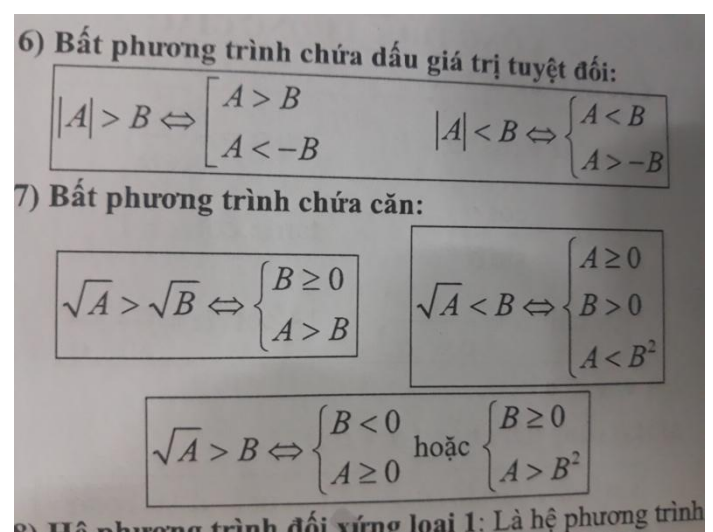 6) Bất phương trình chứa dấu giá trị tuyệt đối:
|A| > B ⇔ [ A > B
A < −B
|A| < B ⇔ { A < B
A > −B
7) Bất phương trình chứa căn:
√A > √B ⇔ { B ≥ 0
A > B
√A < B ⇔ { A ≥ 0
B > 0
A < B²
√A > B ⇔ { B < 0
A ≥ 0
hoặc { B ≥ 0
A > B²
8) Hệ phương trình đối xứng loại 1: Là hệ phương trình